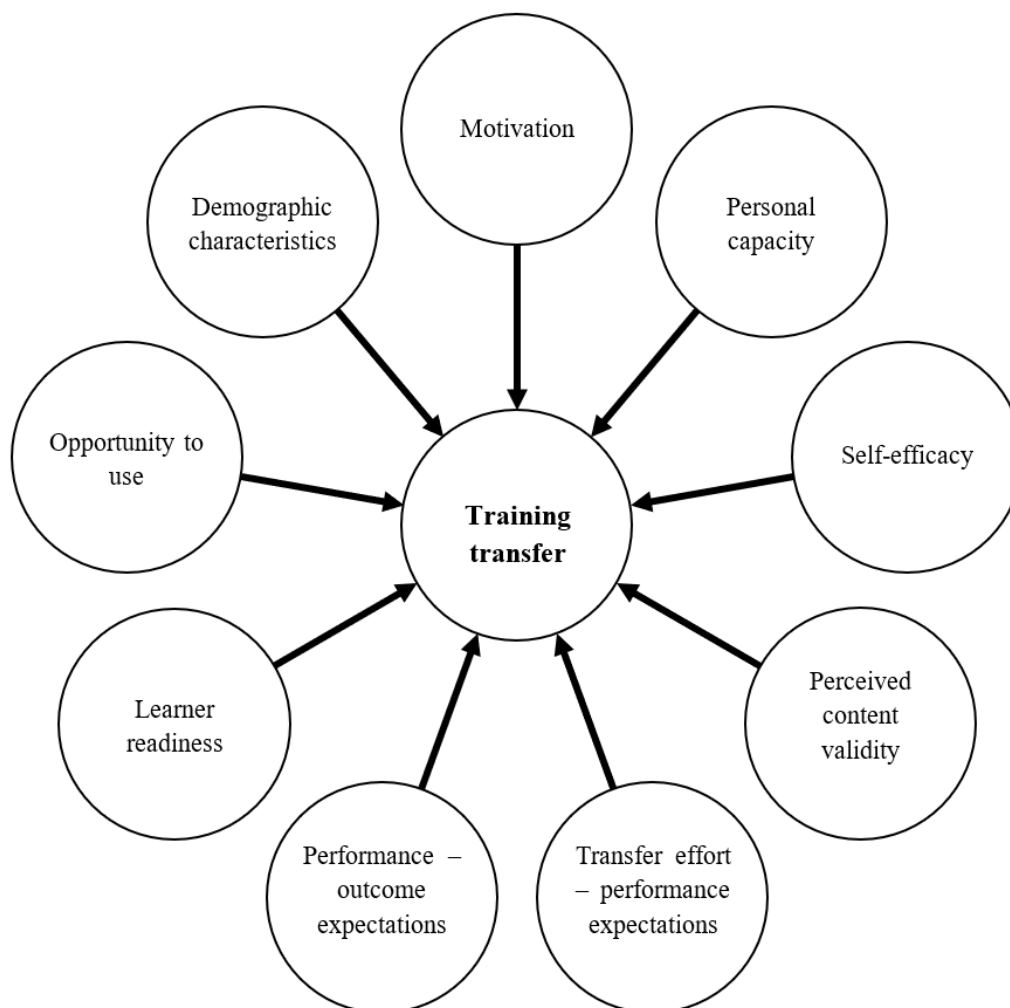 Motivation
Demographic
characteristics
Personal
capacity
Opportunity to
use
Self-efficacy
Training
transfer
Learner
readiness
Perceived
content
validity
Performance –
outcome
expectations
Transfer effort
– performance
expectations